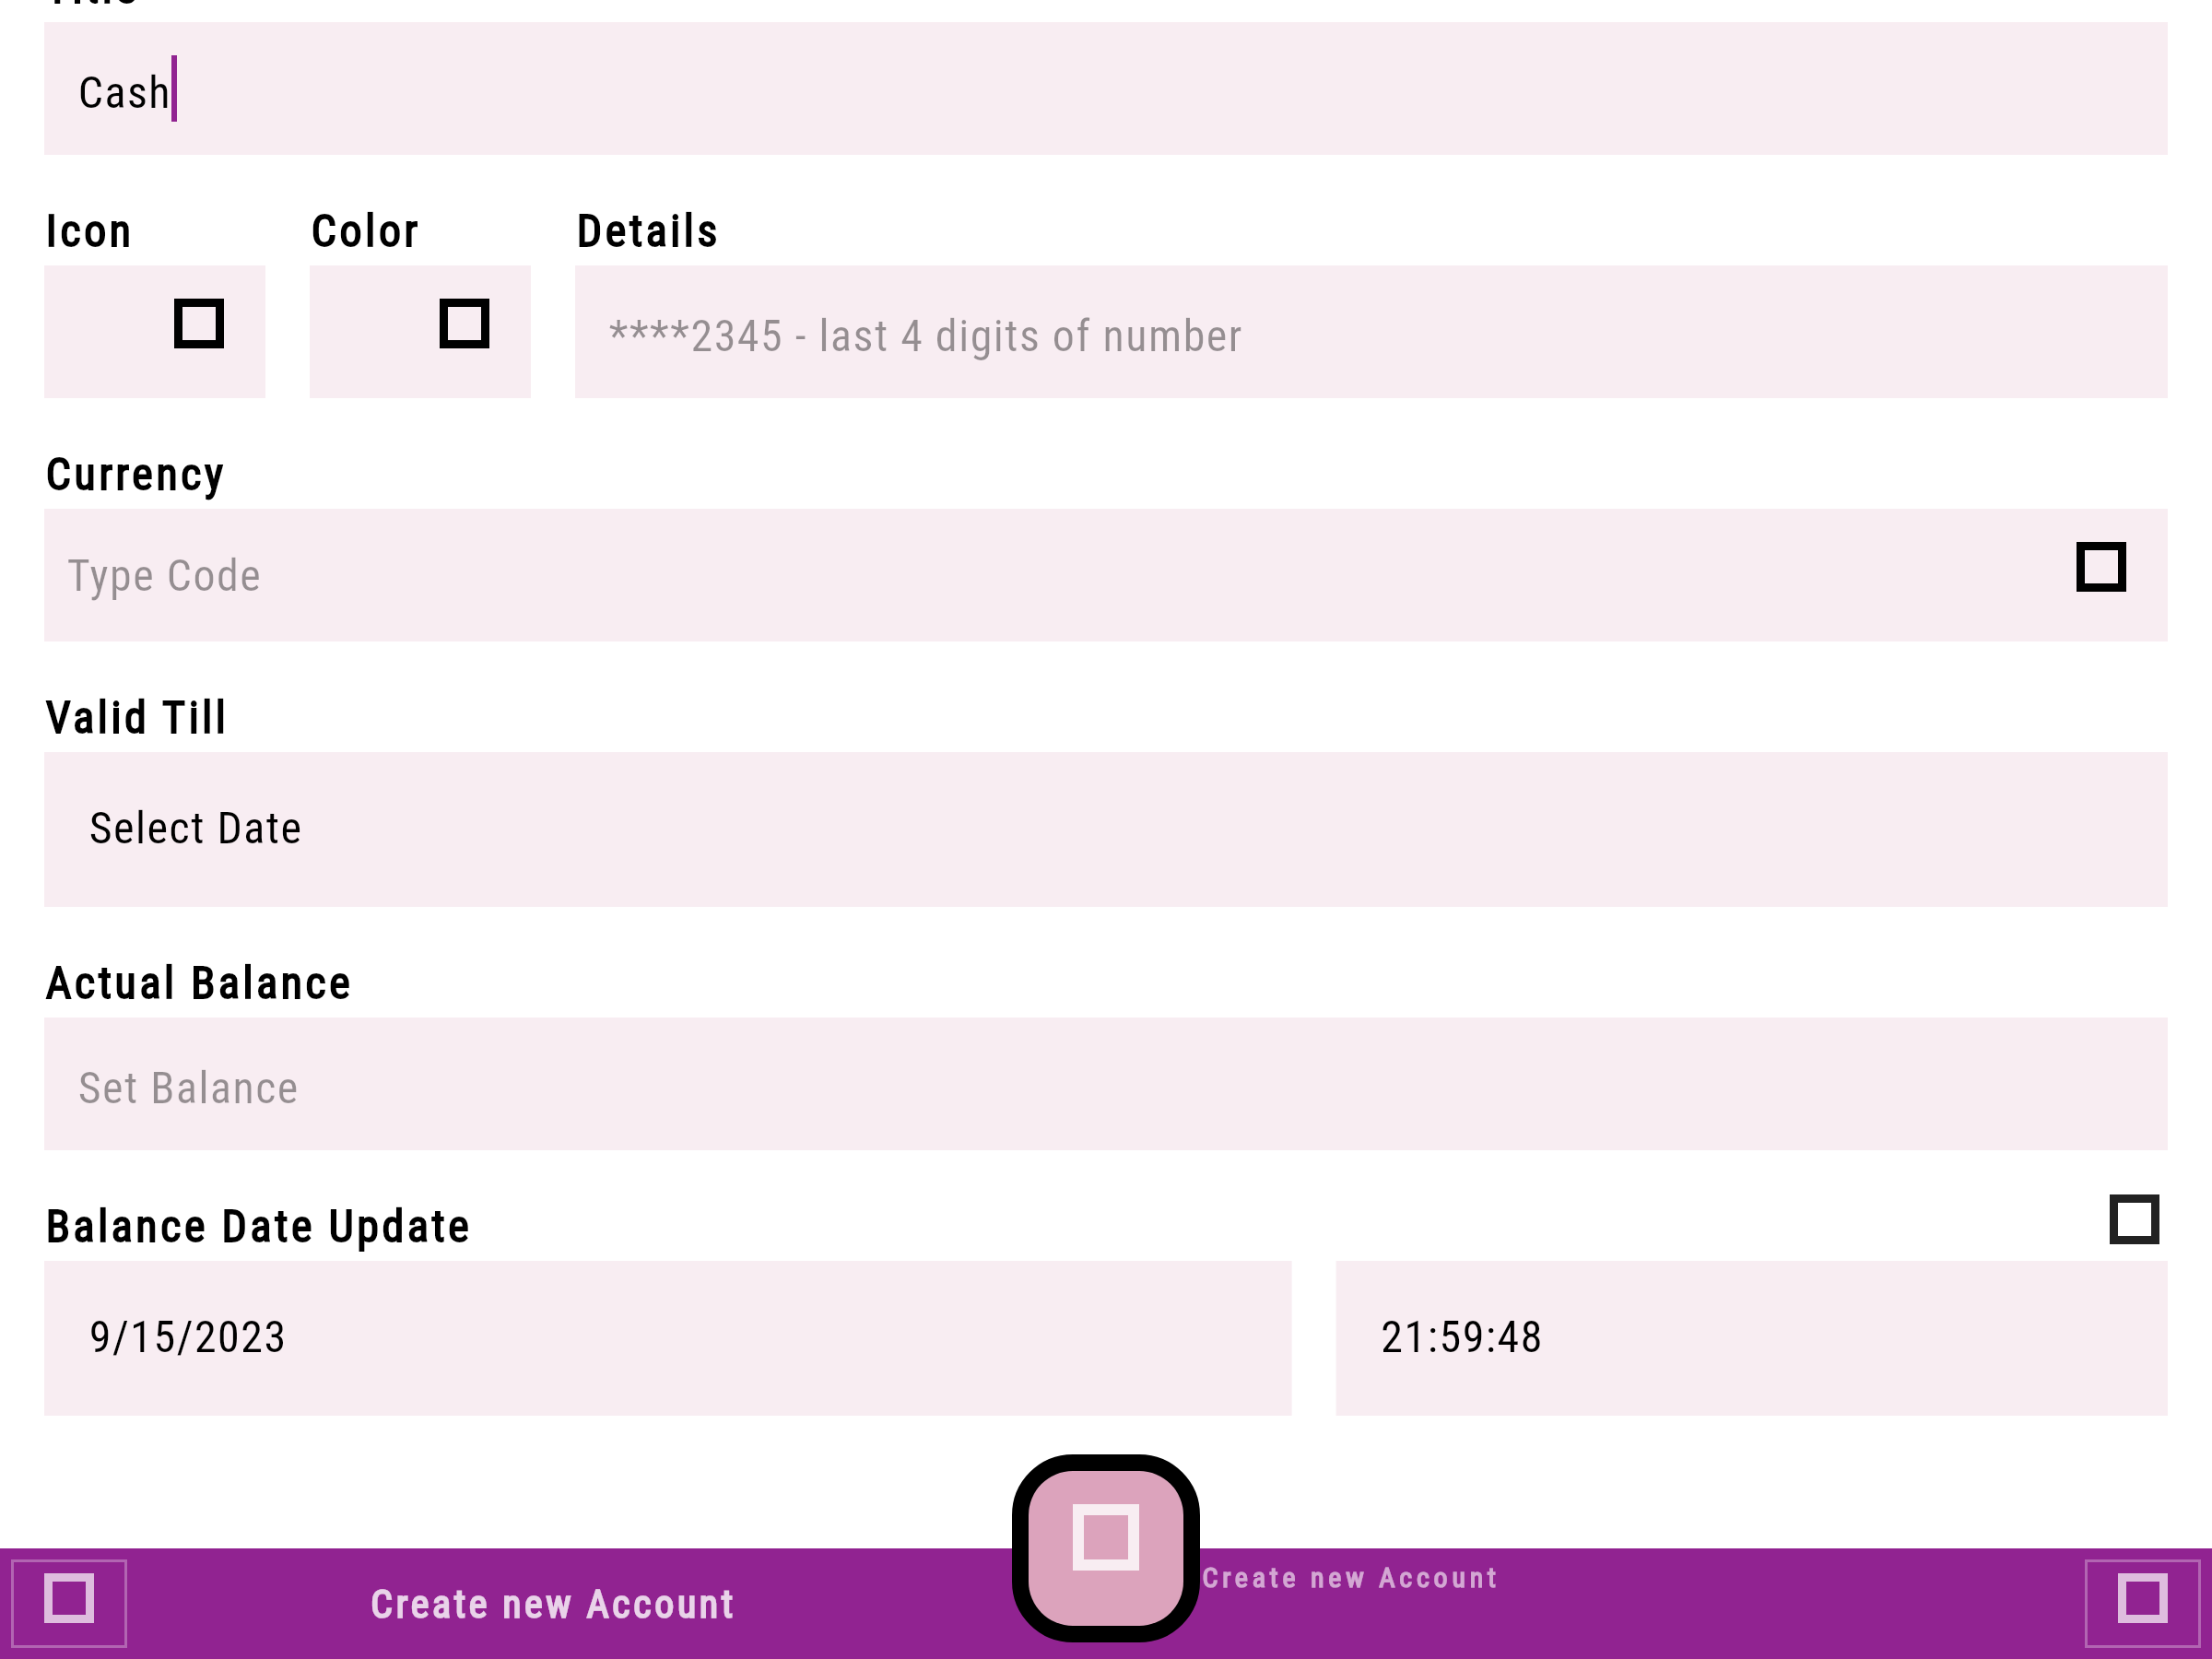 Title
Cash
Icon
Color
Details
****2345 - last 4 digits of number
Currency
Type Code
Valid Till
Select Date
Actual Balance
Set Balance
Balance Date Update
9/15/2023
21:59:48
Create new Account
Create new Account